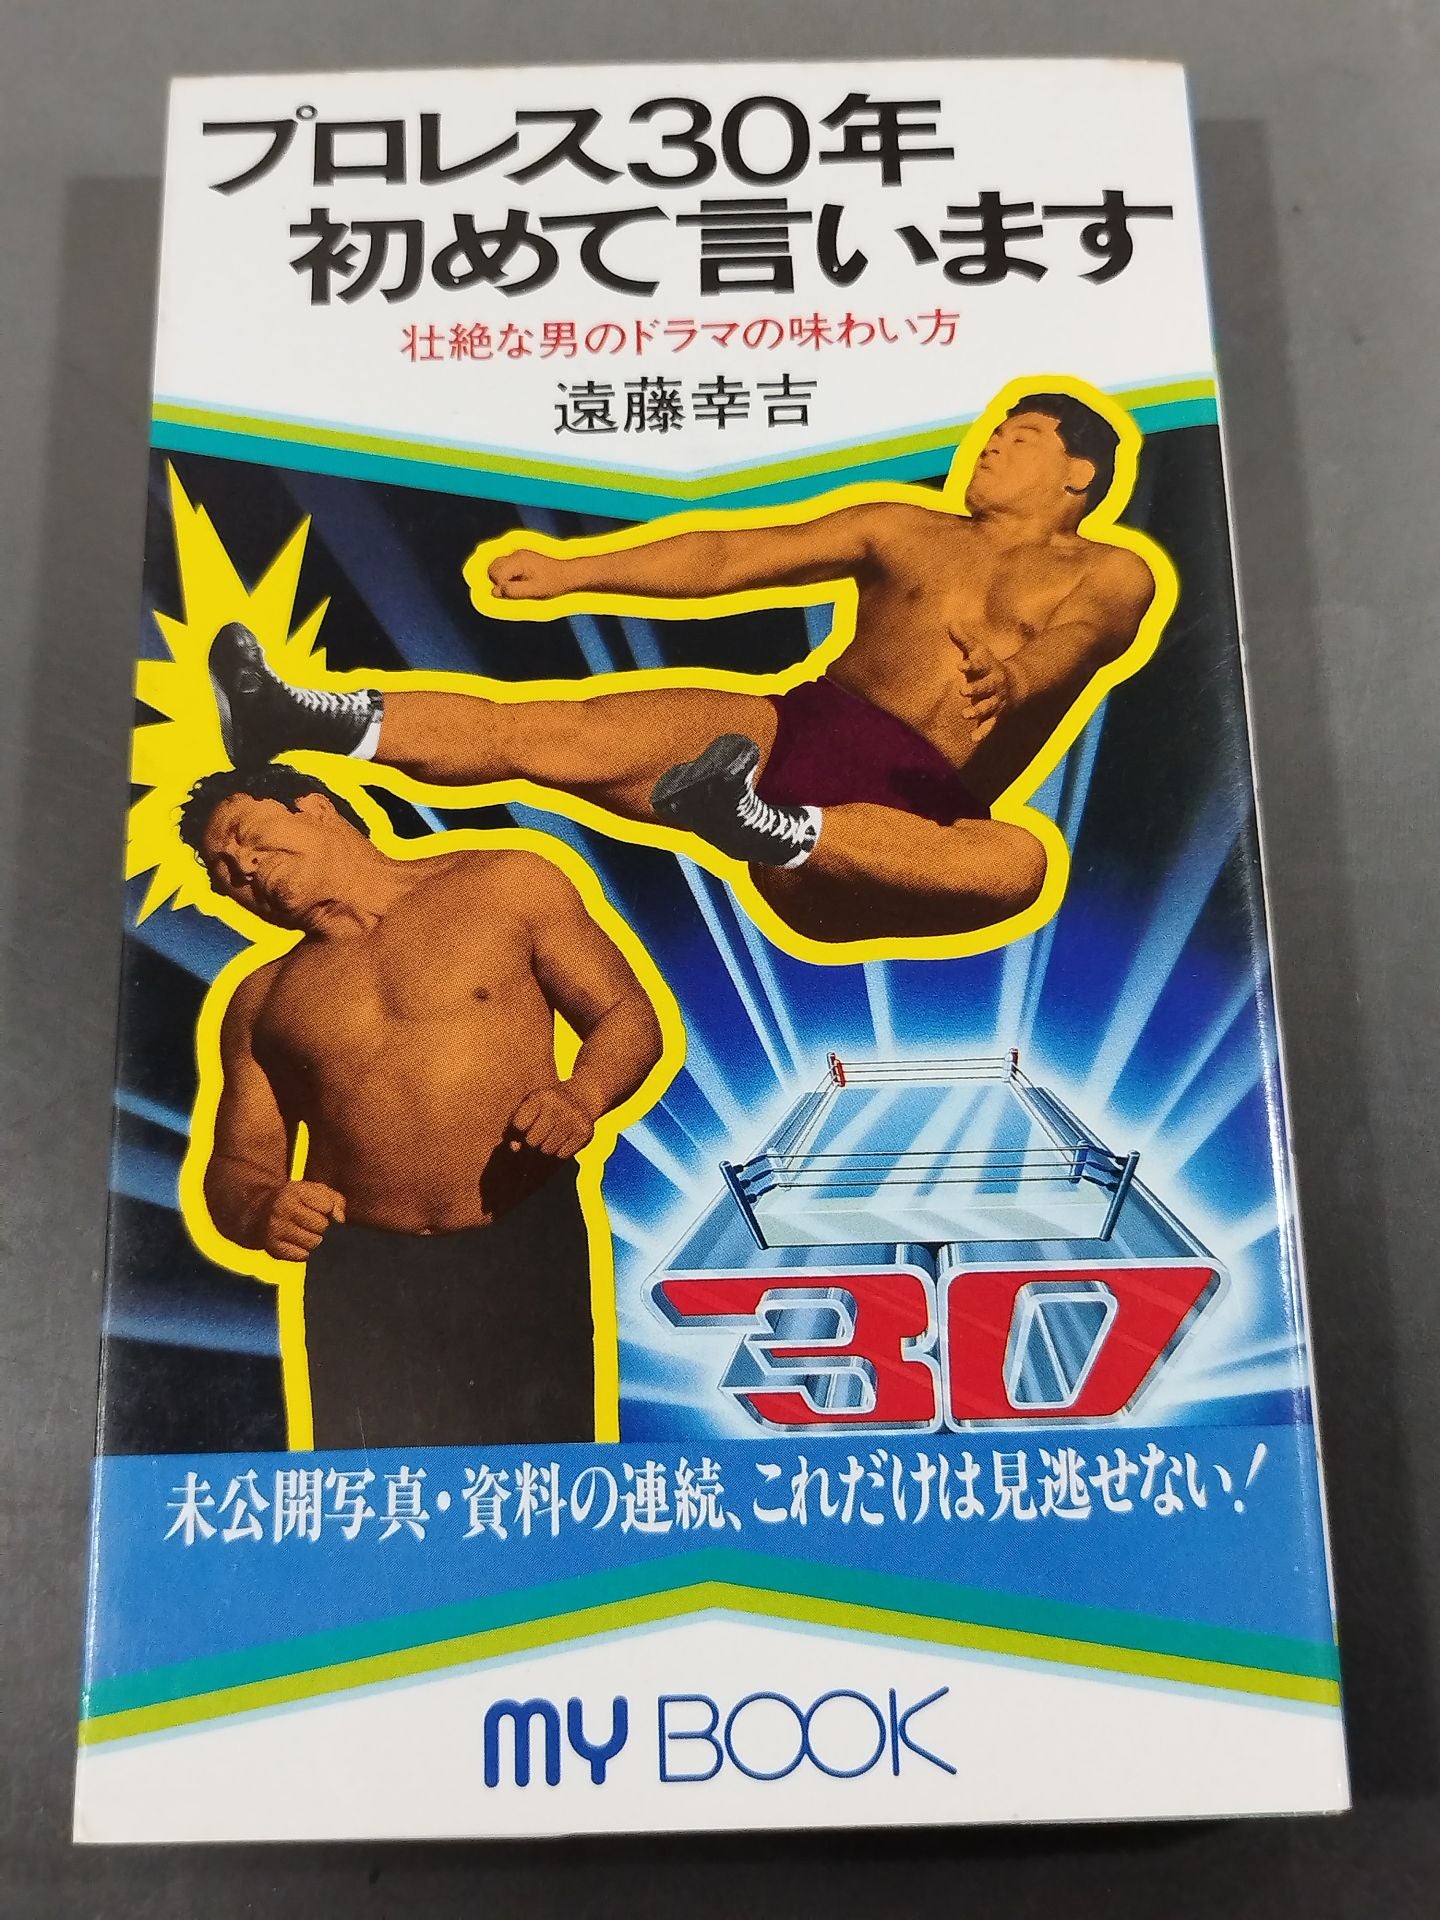 プロレス30年
初めて言います
壮絶な男のドラマの味わい方
遠藤幸吉
30
未公開写真・資料の連続、これだけは見逃せない!
my BOOK